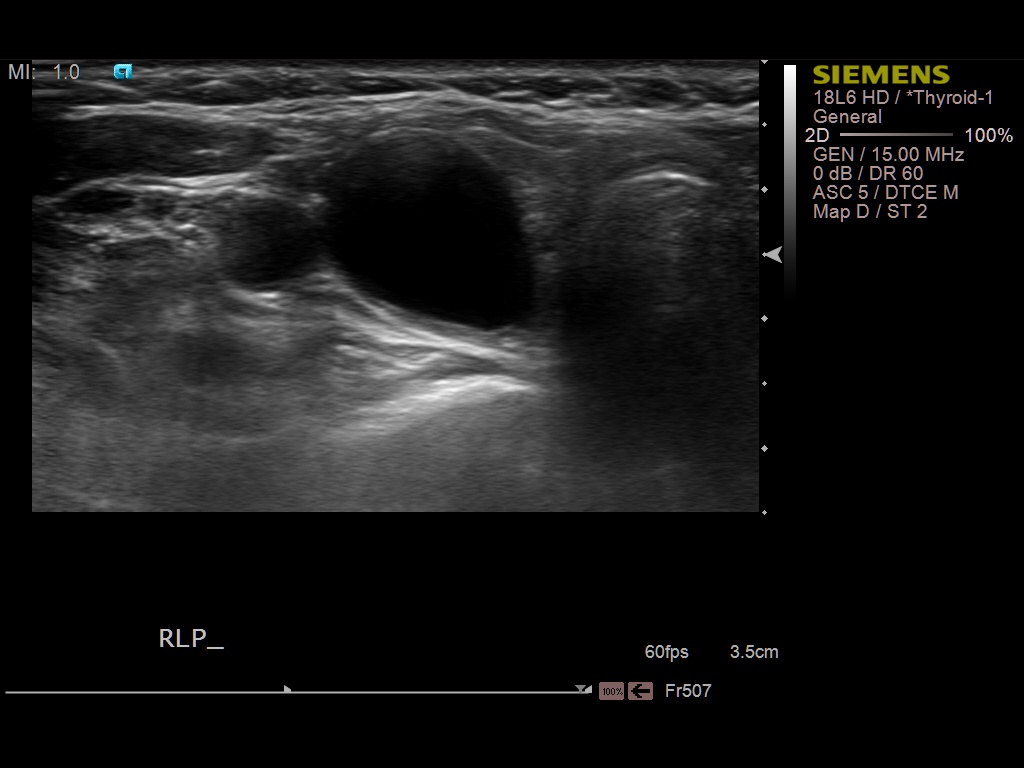 MI: 1.0
SIEMENS
18L6 HD / *Thyroid-1
General
2D 100%
GEN / 15.00 MHz
0 dB / DR 60
ASC 5 / DTCE M
Map D / ST 2
RLP_
60fps 3.5cm
100% Fr507